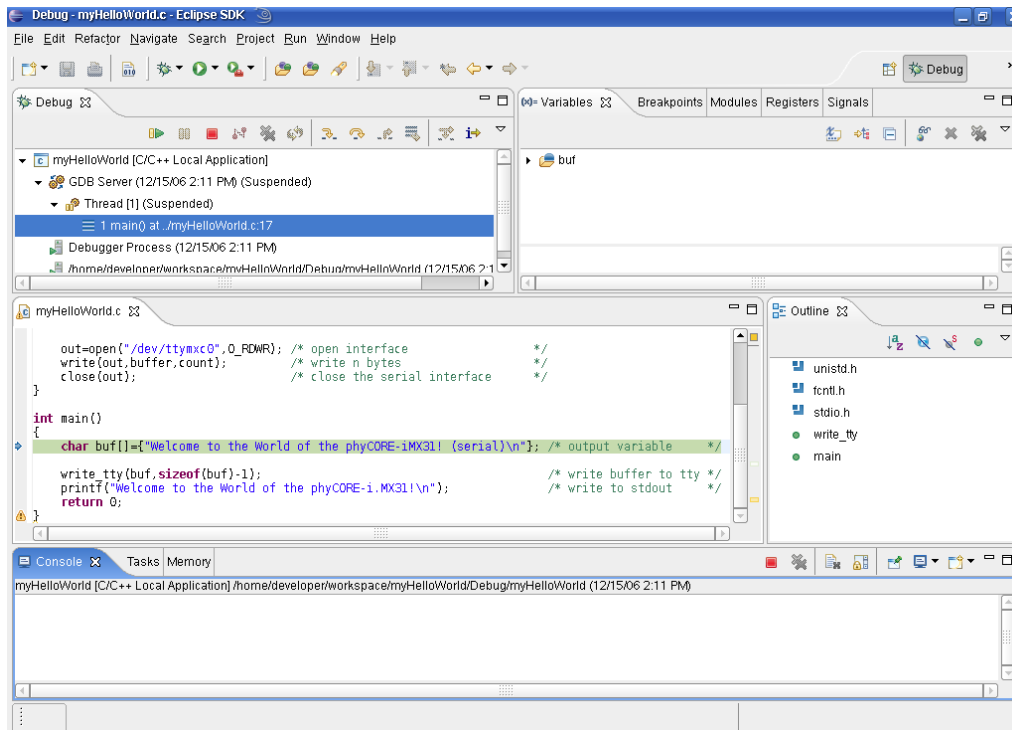 Debug - myHelloWorld.c - Eclipse SDK
File Edit Refactor Navigate Search Project Run Window Help
010
Debug
Debug
myHelloWorld [C/C++ Local Application]
GDB Server (12/15/06 2:11 PM) (Suspended)
Thread [1] (Suspended)
1 main() at ../myHelloWorld.c:17
Debugger Process (12/15/06 2:11 PM)
/home/developer/workspace/myHelloWorld/Debug/myHelloWorld (12/15/06 2:1
(x)= Variables Breakpoints Modules Registers Signals
buf
myHelloWorld.c
out=open("/dev/ttymxc0",O_RDWR); /* open interface */
write(out,buffer,count); /* write n bytes */
close(out); /* close the serial interface */
}
int main()
{
char buf[]={"Welcome to the World of the phyCORE-iMX31! (serial)\n"}; /* output variable */
write_tty(buf,sizeof(buf)-1); /* write buffer to tty */
printf("Welcome to the World of the phyCORE-i.MX31!\n"); /* write to stdout */
return 0;
}
Outline
unistd.h
fcntl.h
stdio.h
write_tty
main
Console Tasks Memory
myHelloWorld [C/C++ Local Application] /home/developer/workspace/myHelloWorld/Debug/myHelloWorld (12/15/06 2:11 PM)